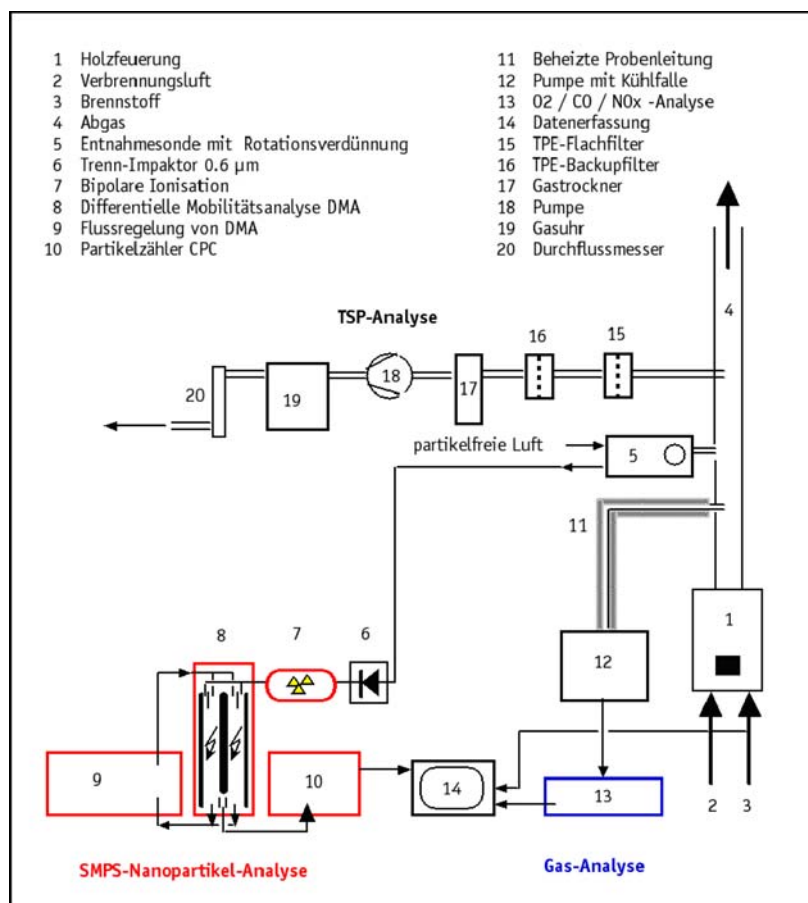 1 Holzfeuerung
2 Verbrennungsluft
3 Brennstoff
4 Abgas
5 Entnahmesonde mit Rotationsverdünnung
6 Trenn-Impaktor 0.6 µm
7 Bipolare Ionisation
8 Differentielle Mobilitätsanalyse DMA
9 Flussregelung von DMA
10 Partikelzähler CPC
11 Beheizte Probenleitung
12 Pumpe mit Kühlfalle
13 O2 / CO / NOx -Analyse
14 Datenerfassung
15 TPE-Flachfilter
16 TPE-Backupfilter
17 Gastrockner
18 Pumpe
19 Gasuhr
20 Durchflussmesser
TSP-Analyse
4
16
15
20
19
18
17
partikelfreie Luft
5
11
8
7
6
12
1
9
10
14
13
2
3
SMPS-Nanopartikel-Analyse
Gas-Analyse